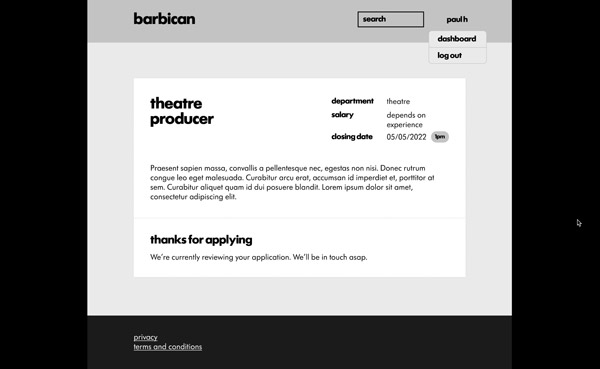 barbican
search
paul h
dashboard
log out
theatre
producer
department theatre
salary depends on
experience
closing date 05/05/2022 1pm
Praesent sapien massa, convallis a pellentesque nec, egestas non nisi. Donec rutrum
congue leo eget malesuada. Curabitur arcu erat, accumsan id imperdiet et, porttitor at
sem. Curabitur aliquet quam id dui posuere blandit. Lorem ipsum dolor sit amet,
consectetur adipiscing elit.
thanks for applying
We're currently reviewing your application. We'll be in touch asap.
privacy
terms and conditions